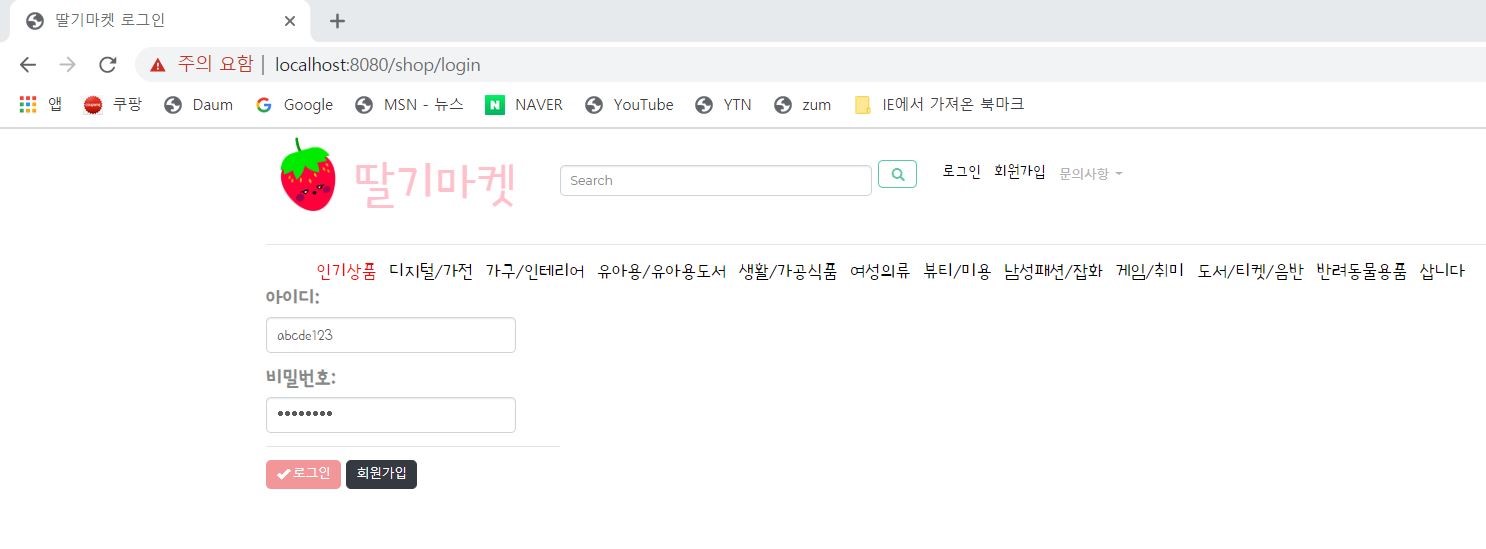 딸기마켓 로그인
주의 요함 | localhost:8080/shop/login
앱 쿠팡 Daum Google MSN - 뉴스 NAVER YouTube YTN zum IE에서 가져온 북마크
딸기마켓 Search 로그인 회원가입 문의사항
인기상품 디지털/가전 가구/인테리어 유아용/유아용도서 생활/가공식품 여성의류 뷰티/미용 남성패션/잡화 게임/취미 도서/티켓/음반 반려동물용품 삽니다
아이디:
abcde123
비밀번호:
••••••••
로그인 회원가입